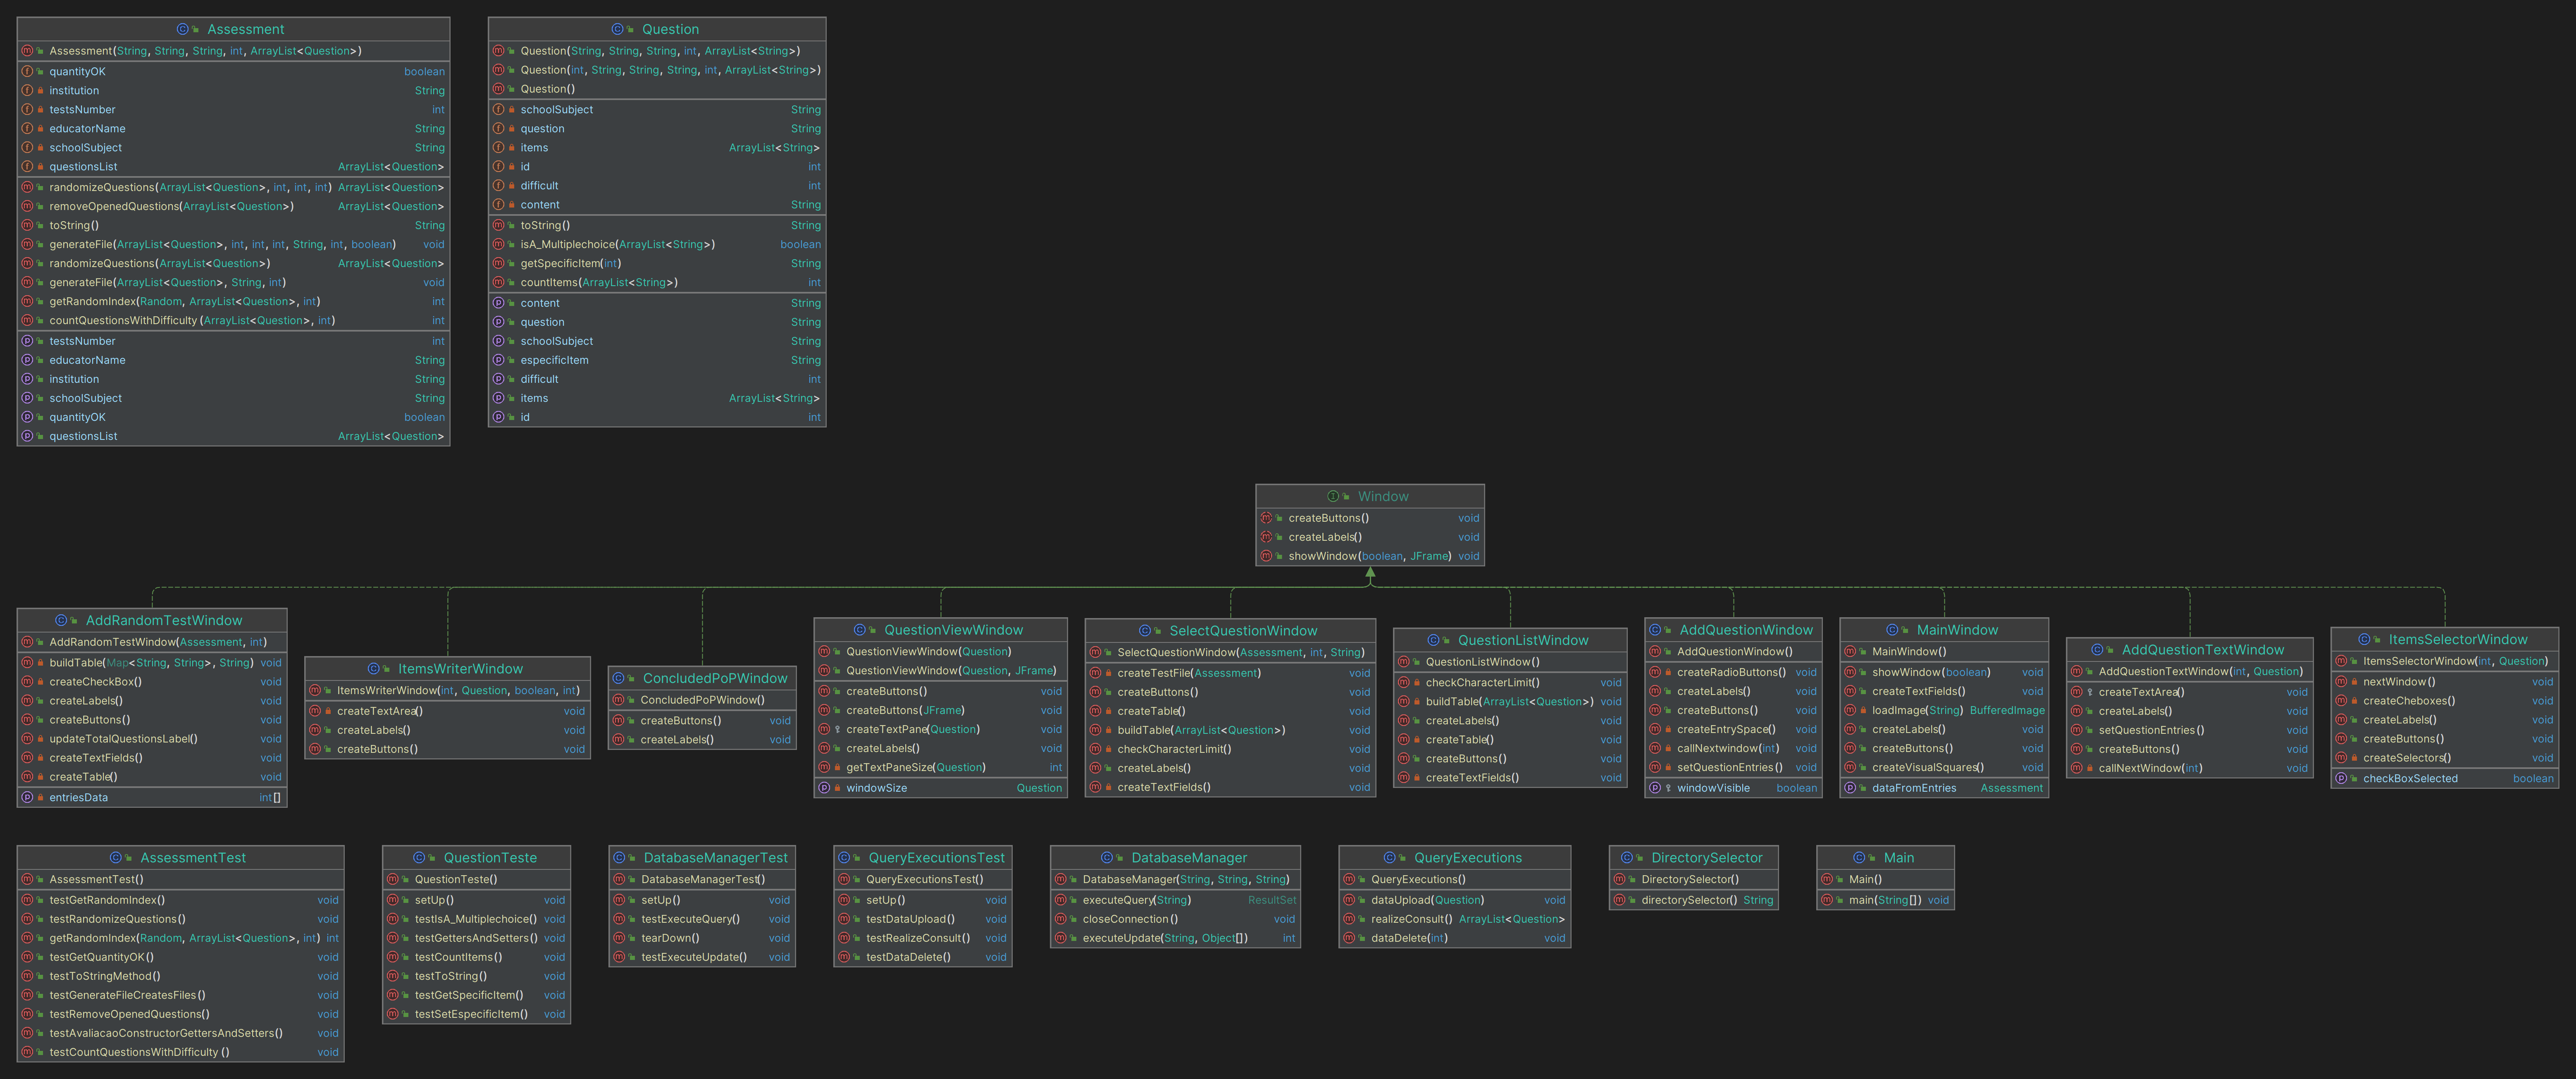 Assessment
Assessment(String, String, String, int, ArrayList<Question>)
quantityOK boolean
institution String
testsNumber int
educatorName String
schoolSubject String
questionsList ArrayList<Question>
randomizeQuestions(ArrayList<Question>, int, int, int) ArrayList<Question>
removeOpenedQuestions(ArrayList<Question>) ArrayList<Question>
toString() String
generateFile(ArrayList<Question>, int, int, int, String, int, boolean) void
randomizeQuestions(ArrayList<Question>) ArrayList<Question>
generateFile(ArrayList<Question>, String, int) void
getRandomIndex(Random, ArrayList<Question>, int) int
countQuestionsWithDifficulty(ArrayList<Question>, int) int
testsNumber int
educatorName String
institution String
schoolSubject String
quantityOK boolean
questionsList ArrayList<Question>
Question
Question(String, String, String, int, ArrayList<String>)
Question(int, String, String, String, int, ArrayList<String>)
Question()
schoolSubject String
question String
items ArrayList<String>
id int
difficult int
content String
toString() String
isA_Multiplechoice(ArrayList<String>) boolean
getSpecificItem(int) String
countItems(ArrayList<String>) int
content String
question String
schoolSubject String
especificItem String
difficult int
items ArrayList<String>
id int
Window
createButtons() void
createLabels() void
showWindow(boolean, JFrame) void
AddRandomTestWindow
AddRandomTestWindow(Assessment, int)
buildTable(Map<String, String>, String) void
createCheckBox() void
createLabels() void
createButtons() void
updateTotalQuestionsLabel() void
createTextFields() void
createTable() void
entriesData int[]
ItemsWriterWindow
ItemsWriterWindow(int, Question, boolean, int)
createTextArea() void
createLabels() void
createButtons() void
ConcludedPoPWindow
ConcludedPoPWindow()
createButtons() void
createLabels() void
QuestionViewWindow
QuestionViewWindow(Question)
QuestionViewWindow(Question, JFrame)
createButtons() void
createButtons(JFrame) void
createTextPane(Question) void
createLabels() void
getTextPaneSize(Question) int
windowSize Question
SelectQuestionWindow
SelectQuestionWindow(Assessment, int, String)
createTestFile(Assessment) void
createButtons() void
createTable() void
buildTable(ArrayList<Question>) void
checkCharacterLimit() void
createLabels() void
createTextFields() void
QuestionListWindow
QuestionListWindow()
checkCharacterLimit() void
buildTable(ArrayList<Question>) void
createLabels() void
createTable() void
createButtons() void
createTextFields() void
AddQuestionWindow
AddQuestionWindow()
createRadioButtons() void
createLabels() void
createButtons() void
createEntrySpace() void
callNextwindow(int) void
setQuestionEntries() void
windowVisible boolean
MainWindow
MainWindow()
showWindow(boolean) void
createTextFields() void
loadImage(String) BufferedImage
createLabels() void
createButtons() void
createVisualSquares() void
dataFromEntries Assessment
AddQuestionTextWindow
AddQuestionTextWindow(int, Question)
createTextArea() void
createLabels() void
setQuestionEntries() void
createButtons() void
callNextWindow(int) void
ItemsSelectorWindow
ItemsSelectorWindow(int, Question)
nextWindow() void
createCheboxes() void
createLabels() void
createButtons() void
createSelectors() void
checkBoxSelected boolean
AssessmentTest
AssessmentTest()
testGetRandomIndex() void
testRandomizeQuestions() void
getRandomIndex(Random, ArrayList<Question>, int) int
testGetQuantityOK() void
testToStringMethod() void
testGenerateFileCreatesFiles() void
testRemoveOpenedQuestions() void
testAvaliacaoConstructorGettersAndSetters() void
testCountQuestionsWithDifficulty() void
QuestionTeste
QuestionTeste()
setUp() void
testIsA_Multiplechoice() void
testGettersAndSetters() void
testCountItems() void
testToString() void
testGetSpecificItem() void
testSetEspecificItem() void
DatabaseManagerTest
DatabaseManagerTest()
setUp() void
testExecuteQuery() void
tearDown() void
testExecuteUpdate() void
QueryExecutionsTest
QueryExecutionsTest()
setUp() void
testDataUpload() void
testRealizeConsult() void
testDataDelete() void
DatabaseManager
DatabaseManager(String, String, String)
executeQuery(String) ResultSet
closeConnection() void
executeUpdate(String, Object[]) int
QueryExecutions
QueryExecutions()
dataUpload(Question) void
realizeConsult() ArrayList<Question>
dataDelete(int) void
DirectorySelector
DirectorySelector()
directorySelector() String
Main
Main()
main(String[]) void